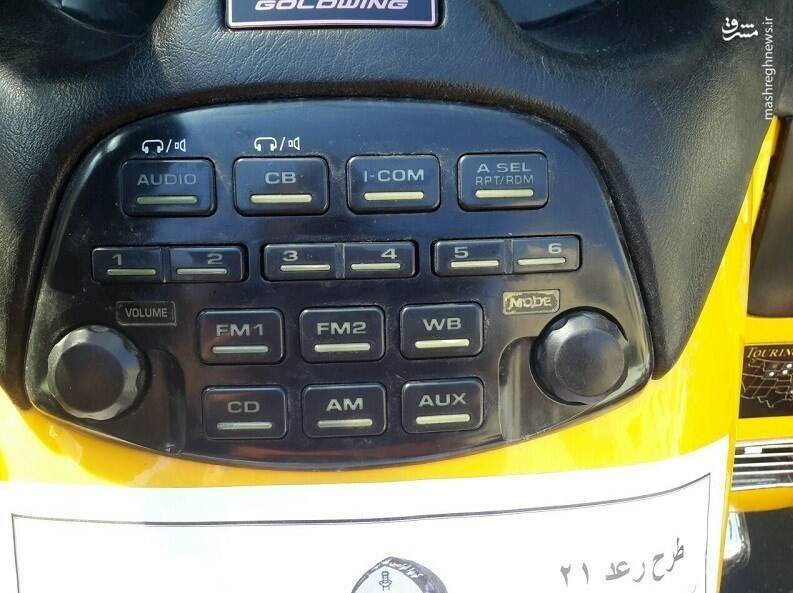 GOLDWING
مشرق
mashreghnews.ir
AUDIO CB I-COM A.SEL
RPT/RDM
1 2 3 4 5 6
VOLUME MODE
FM1 FM2 WB
CD AM AUX
TOURING
طرح رعد ۲۱